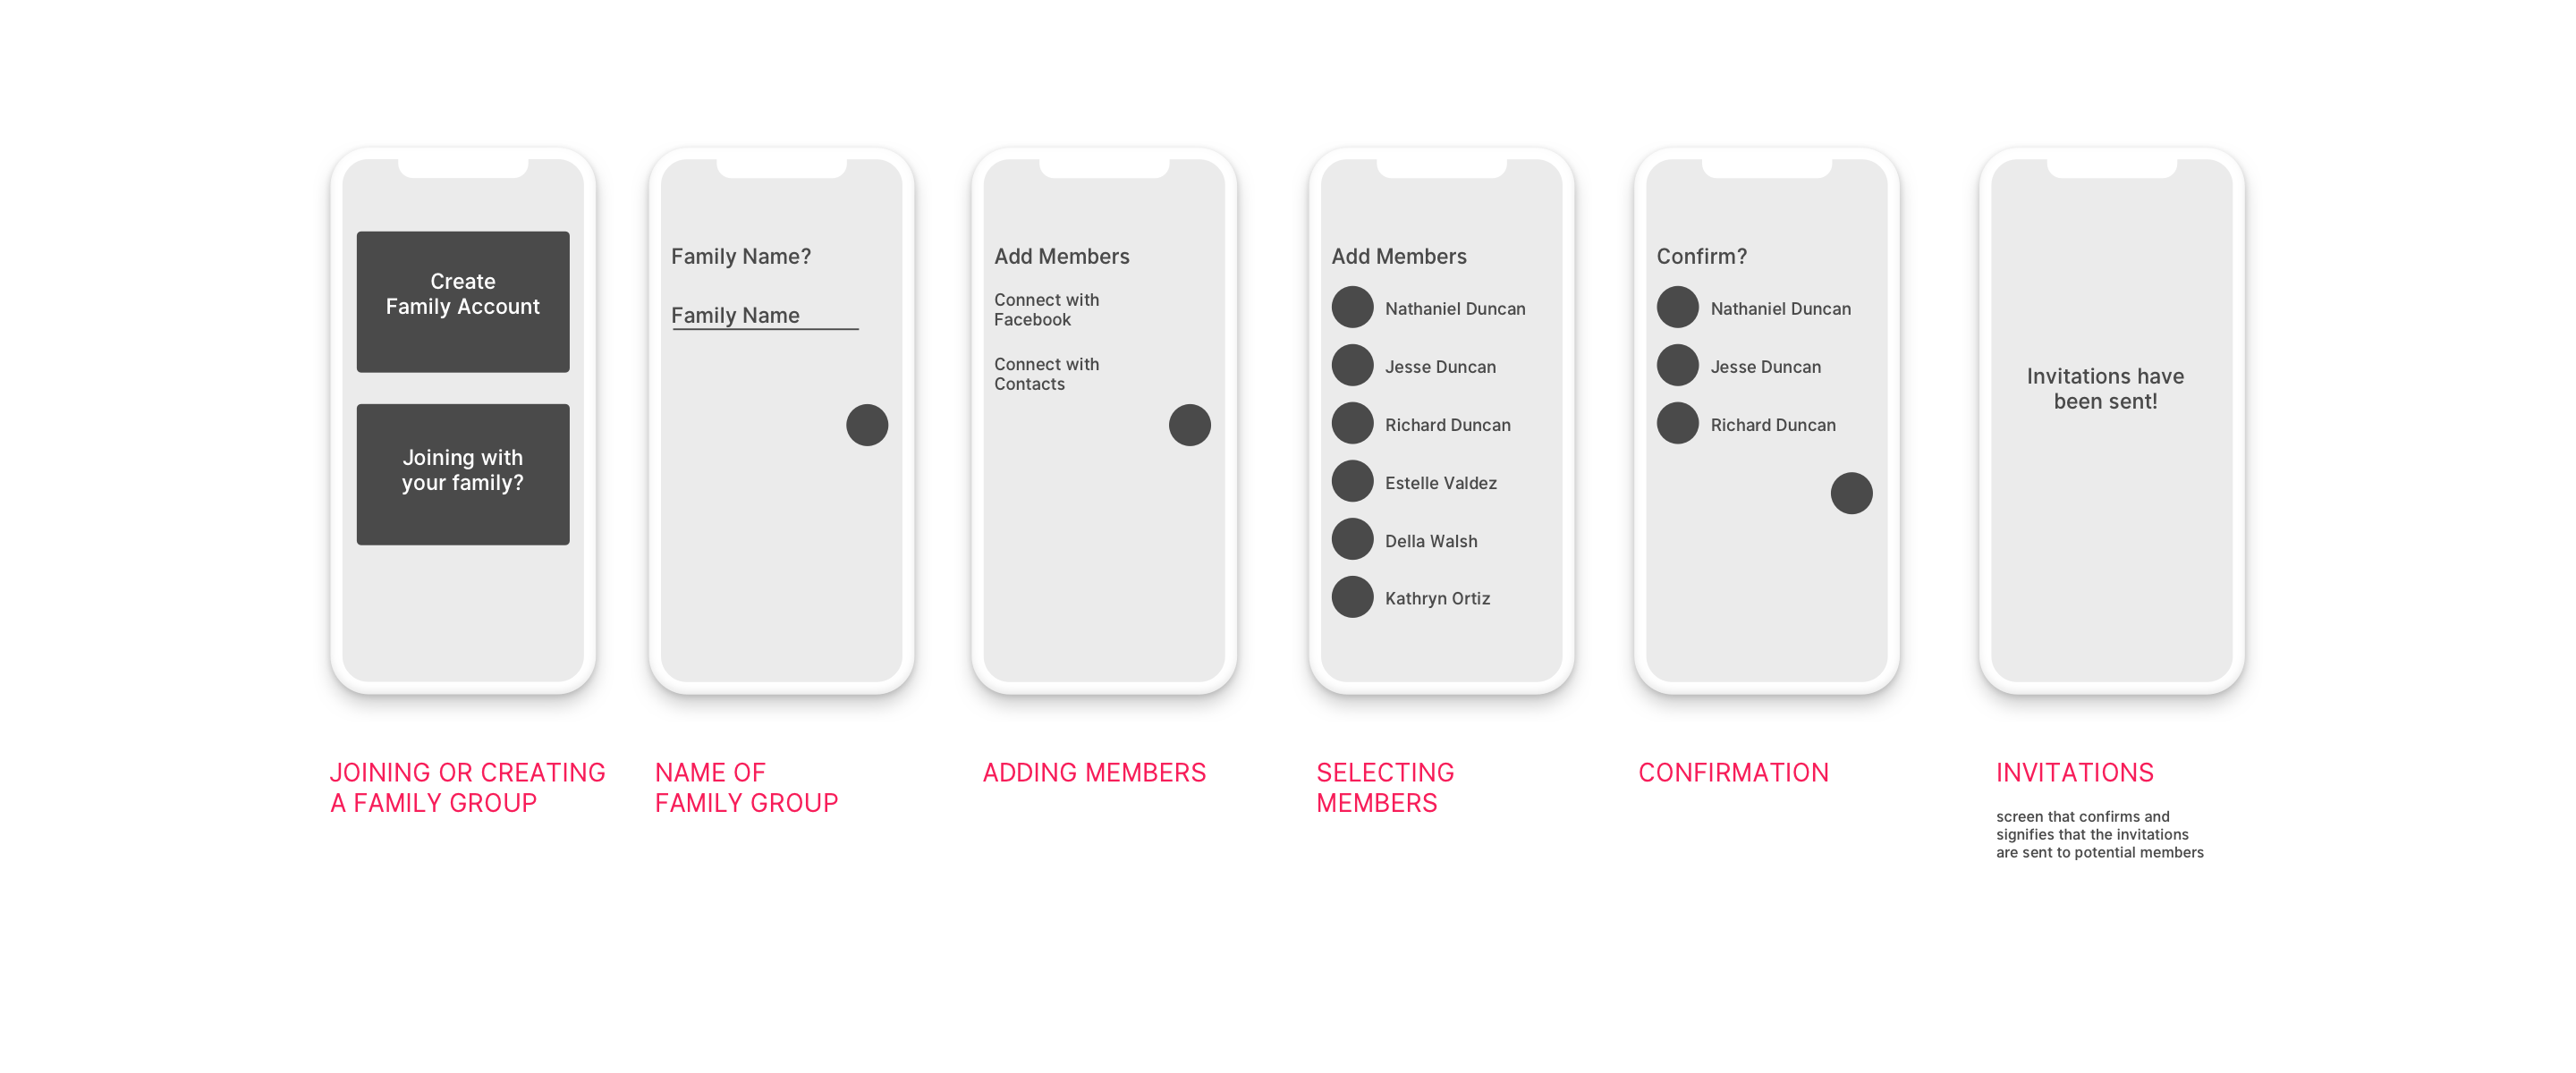 Create
Family Account
Joining with
your family?
Family Name?
Family Name
Add Members
Connect with
Facebook
Connect with
Contacts
Add Members
Nathaniel Duncan
Jesse Duncan
Richard Duncan
Estelle Valdez
Della Walsh
Kathryn Ortiz
Confirm?
Nathaniel Duncan
Jesse Duncan
Richard Duncan
Invitations have
been sent!
JOINING OR CREATING
A FAMILY GROUP
NAME OF
FAMILY GROUP
ADDING MEMBERS
SELECTING
MEMBERS
CONFIRMATION
INVITATIONS
screen that confirms and
signifies that the invitations
are sent to potential members